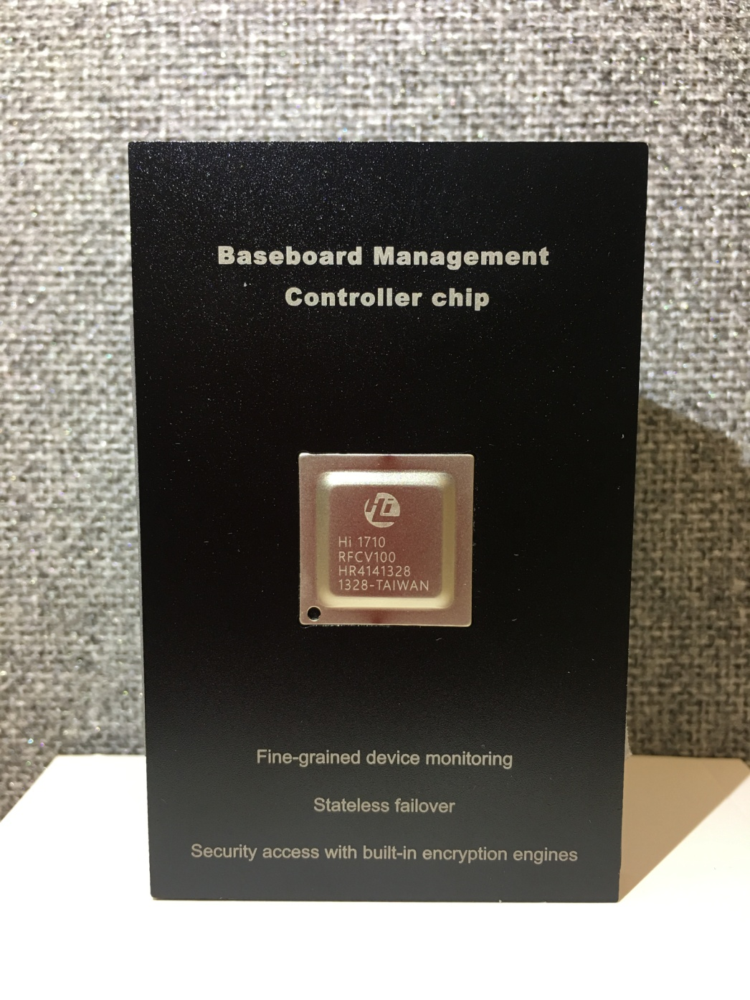 Baseboard Management
Controller chip
Hi
Hi 1710
RFCV100
HR4141328
1328-TAIWAN
Fine-grained device monitoring
Stateless failover
Security access with built-in encryption engines